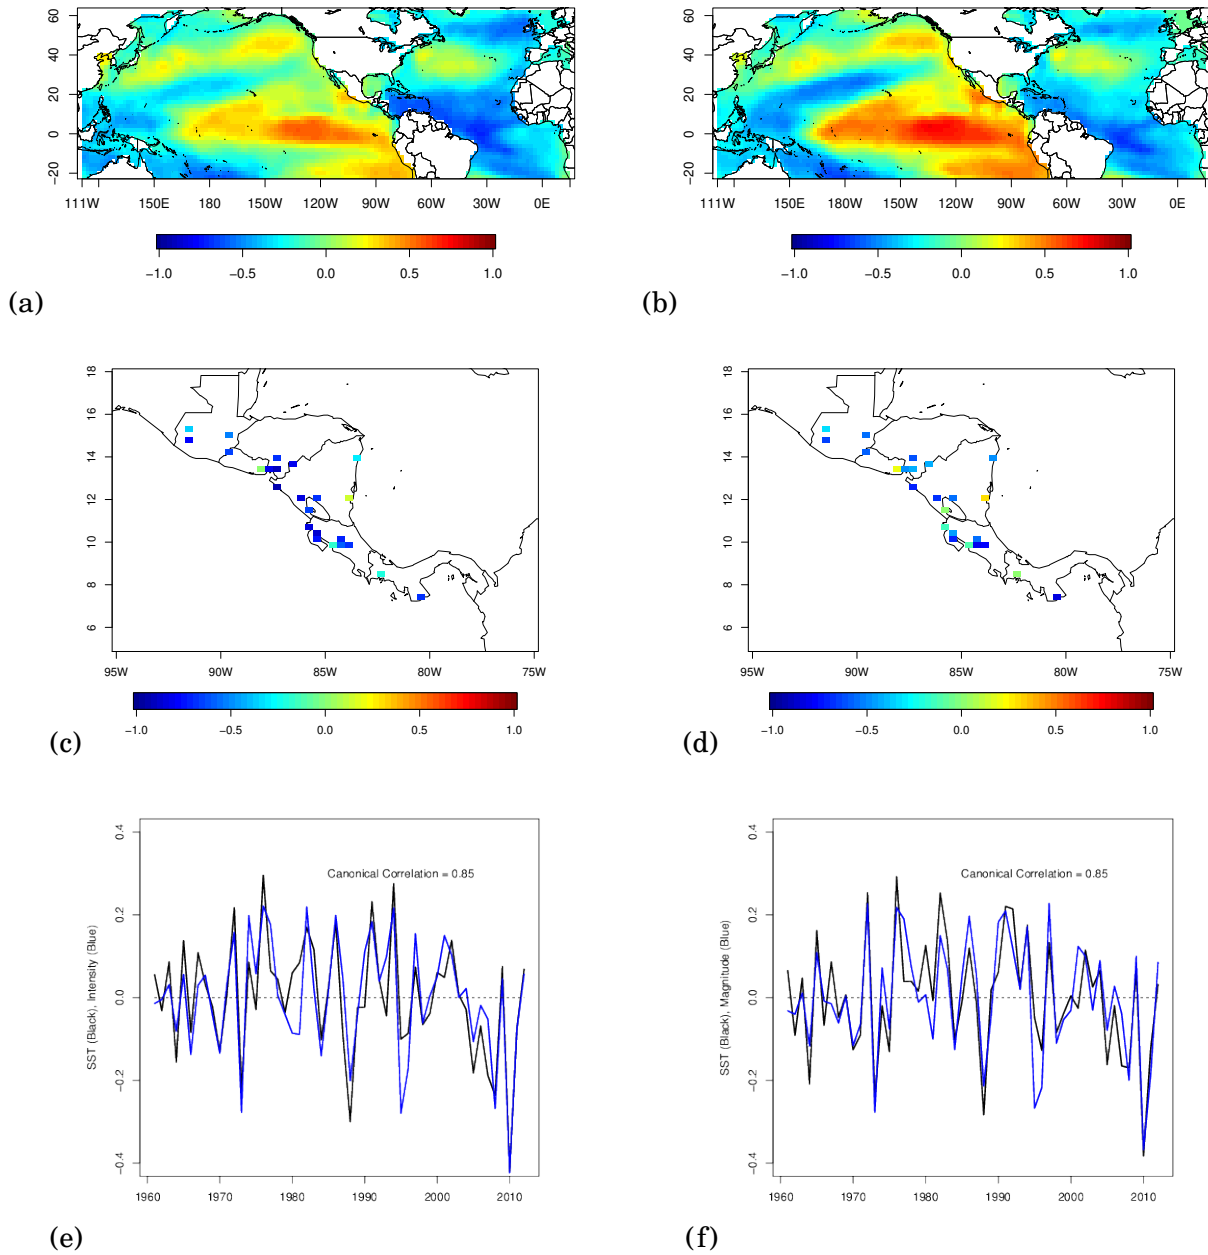 60
40
20
0
−20
111W 150E 180 150W 120W 90W 60W 30W 0E
−1.0 −0.5 0.0 0.5 1.0
(a)
60
40
20
0
−20
111W 150E 180W 150W 120W 90W 60W 30W 0E
−1.0 −0.5 0.0 0.5 1.0
(b)
18
16
14
12
10
8
6
95W 90W 85W 80W 75W
−1.0 −0.5 0.0 0.5 1.0
(c)
18
16
14
12
10
8
6
95W 90W 85W 80W 75W
−1.0 −0.5 0.0 0.5 1.0
(d)
SST (Black), Intensity (Blue)
0.4
0.2
0.0
−0.2
−0.4
Canonical Correlation = 0.85
1960 1970 1980 1990 2000 2010
(e)
SST (Black), Magnitude (Blue)
0.4
0.2
0.0
−0.2
−0.4
Canonical Correlation = 0.85
1960 1970 1980 1990 2000 2010
(f)